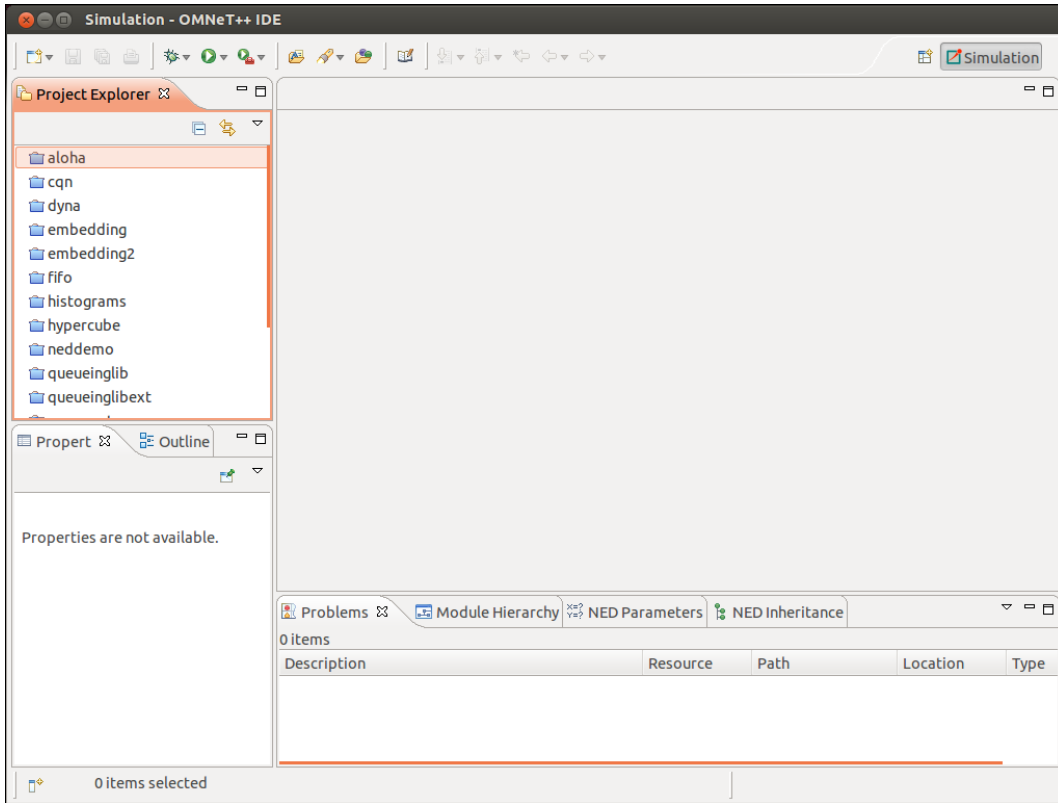 Simulation - OMNeT++ IDE
Simulation
Project Explorer
aloha
cqn
dyna
embedding
embedding2
fifo
histograms
hypercube
neddemo
queueinglib
queueinglibext
Propert
Outline
Properties are not available.
Problems
Module Hierarchy
NED Parameters
NED Inheritance
0 items
Description Resource Path Location Type
0 items selected